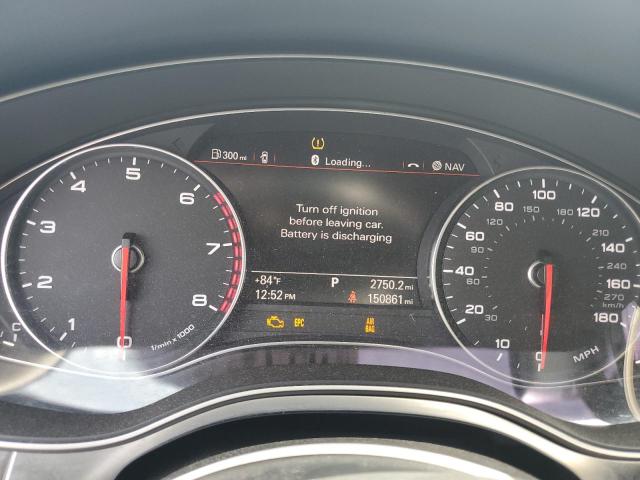 300 mi
Loading...
NAV
Turn off ignition
before leaving car.
Battery is discharging
+84°F P 2750.2 mi
12:52 PM 150861 mi
EPC
AIR
BAG
0 1 2 3 4 5 6 7 8
1/min x 1000
C
0 10 20 40 60 80 100 120 140 160 180
30 60 90 120 150 180 210 240 270
km/h
MPH